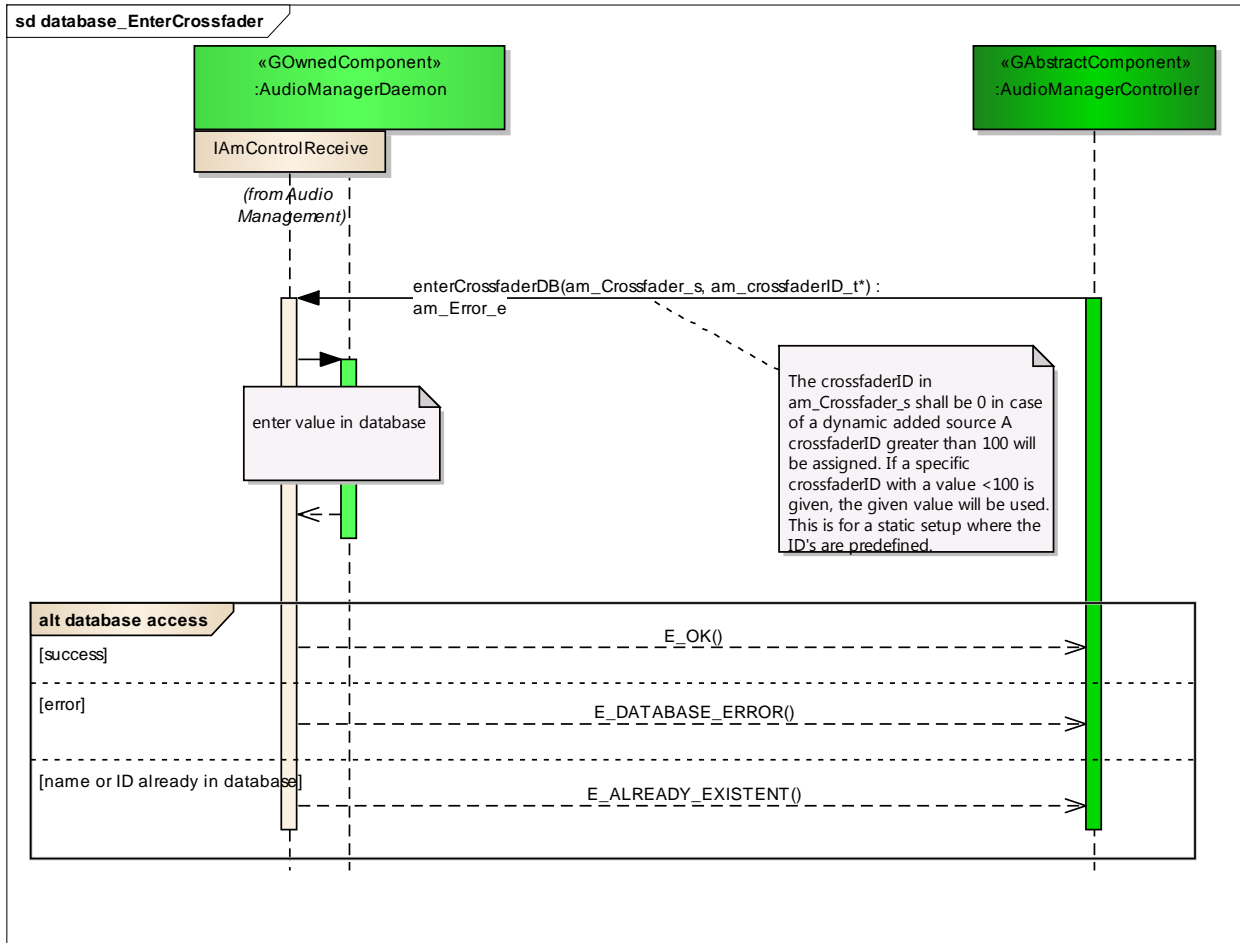 sd database_EnterCrossfader
«GOwnedComponent»
:AudioManagerDaemon
«GAbstractComponent»
:AudioManagerController
IAmControlReceive
(from Audio
Management)
enterCrossfaderDB(am_Crossfader_s, am_crossfaderID_t*) :
am_Error_e
The crossfaderID in
am_Crossfader_s shall be 0 in case
of a dynamic added source A
crossfaderID greater than 100 will
be assigned. If a specific
crossfaderID with a value <100 is
given, the given value will be used.
This is for a static setup where the
ID's are predefined.
enter value in database
alt database access
E_OK()
[success]
[error]
E_DATABASE_ERROR()
[name or ID already in database]
E_ALREADY_EXISTENT()